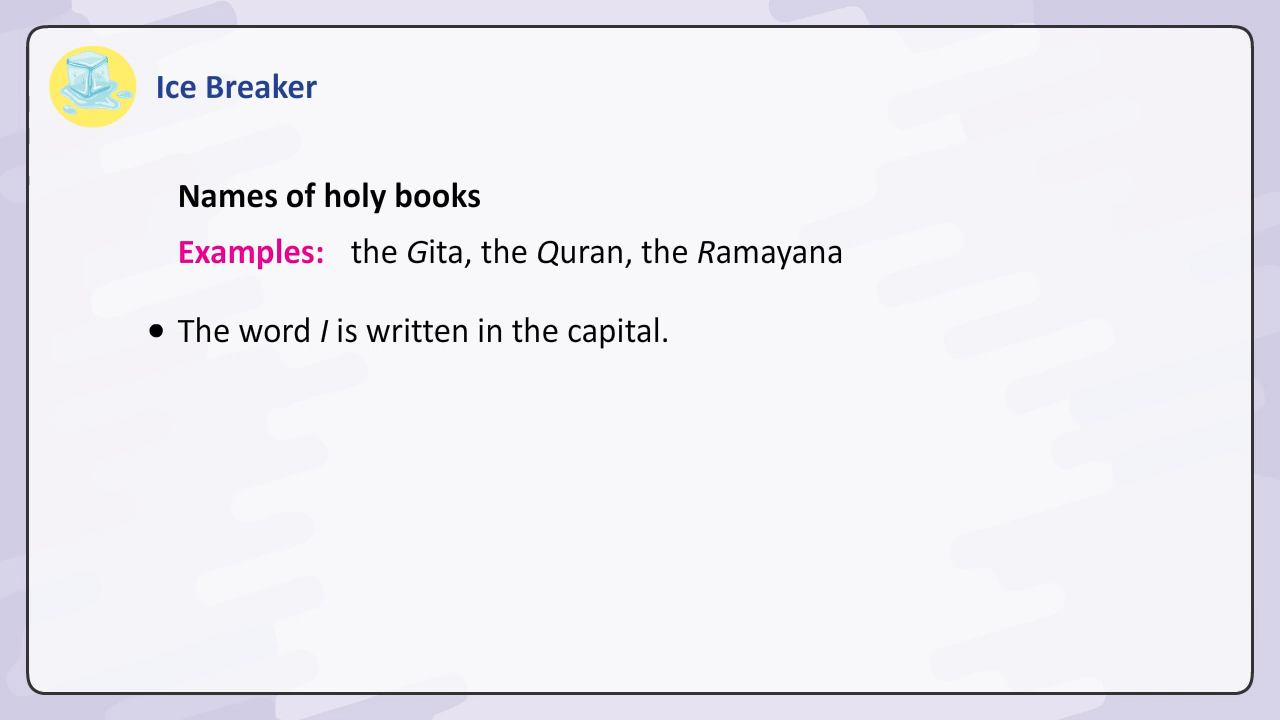 Ice Breaker
Names of holy books
Examples: the Gita, the Quran, the Ramayana
• The word I is written in the capital.